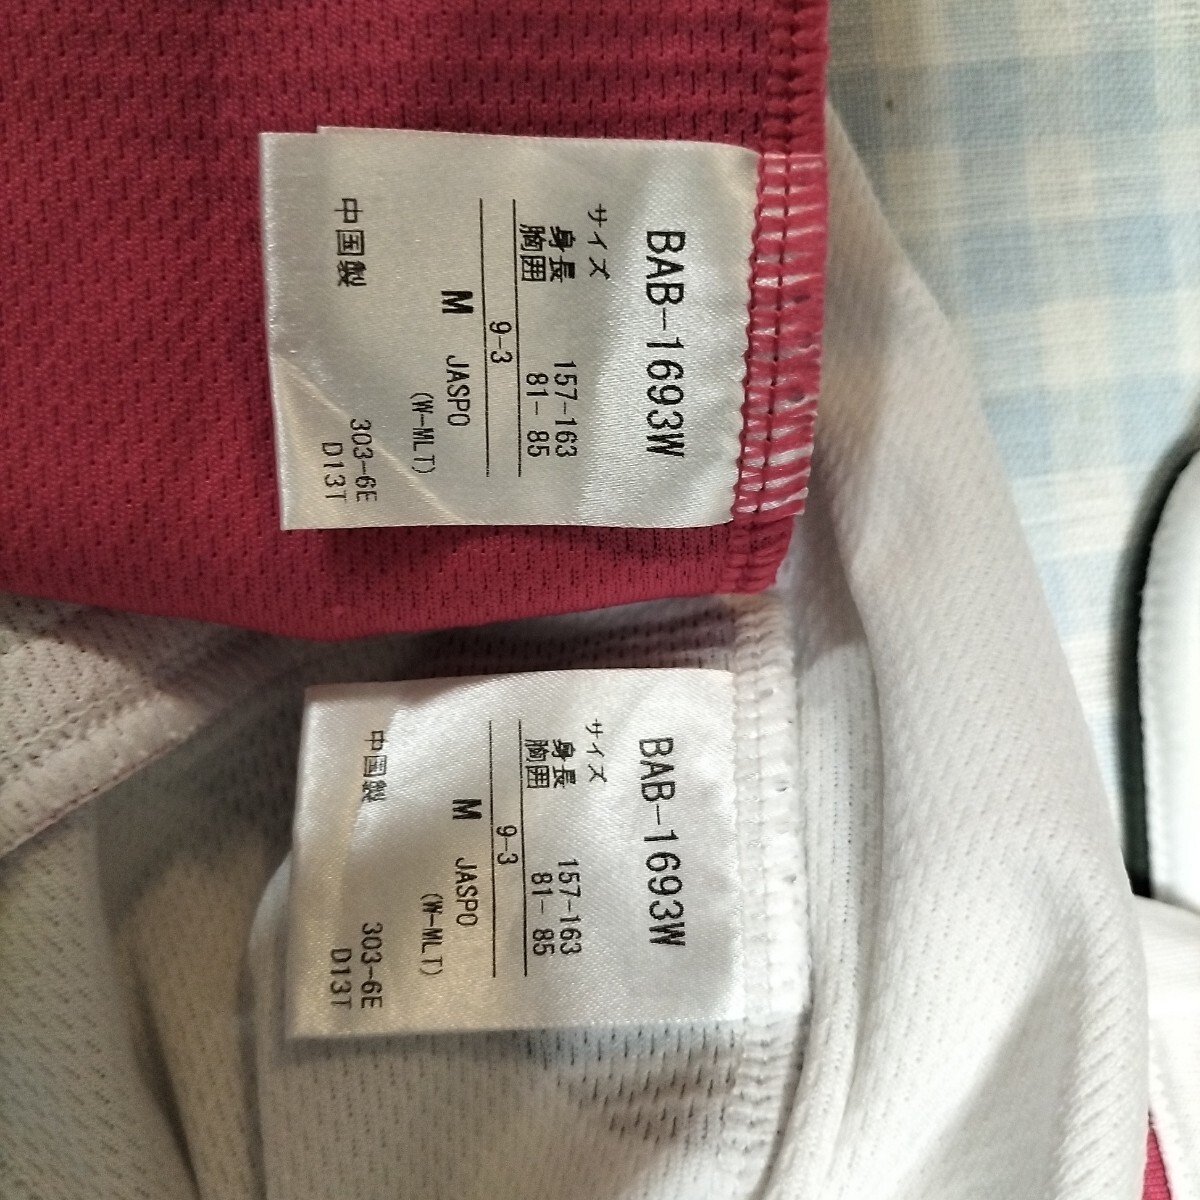 BAB-1693W
サイズ
身長 157-163
胸囲 81- 85
9-3
M JASPO
(W-MLT)
303-6E
中国製 D13T
BAB-1693W
サイズ
身長 157-163
胸囲 81- 85
9-3
M JASPO
(W-MLT)
中国製 303-6E
D13T